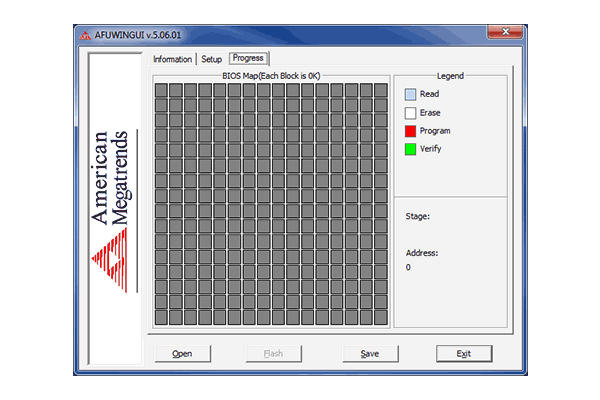 AFUWINGUI v.5.06.01
Information
Setup
Progress
American
Megatrends
BIOS Map(Each Block is 0K)
Legend
Read
Erase
Program
Verify
Stage:
Address:
0
Open
Flash
Save
Exit